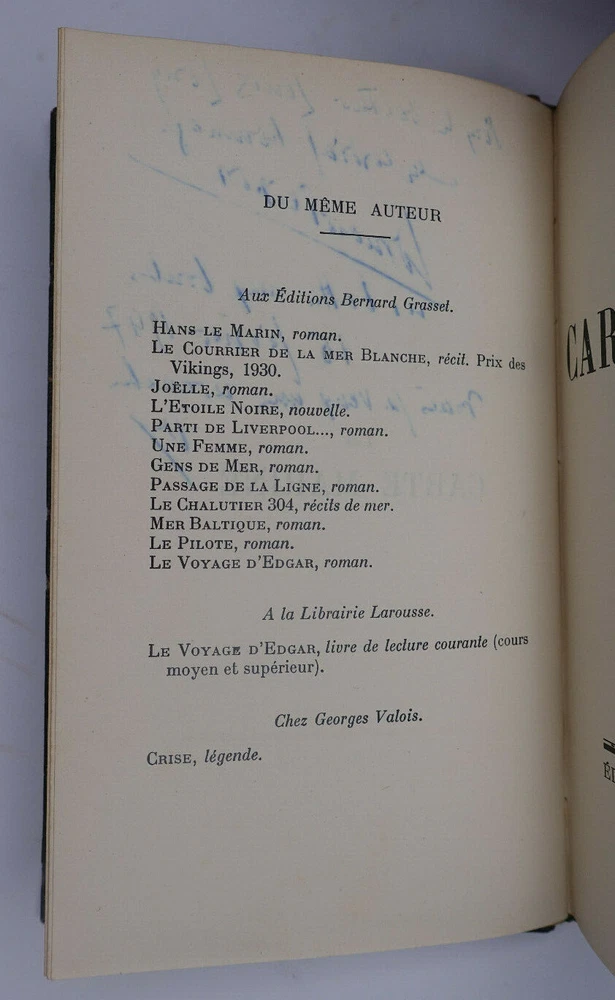 DU MÊME AUTEUR
Aux Éditions Bernard Grasset.
HANS LE MARIN, roman.
LE COURRIER DE LA MER BLANCHE, récit. Prix des
Vikings, 1930.
JOËLLE, roman.
L'ETOILE NOIRE, nouvelle.
PARTI DE LIVERPOOL..., roman.
UNE FEMME, roman.
GENS DE MER, roman.
PASSAGE DE LA LIGNE, roman.
LE CHALUTIER 304, récits de mer.
MER BALTIQUE, roman.
LE PILOTE, roman.
LE VOYAGE D'EDGAR, roman.
A la Librairie Larousse.
LE VOYAGE D'EDGAR, livre de lecture courante (cours
moyen et supérieur).
Chez Georges Valois.
CRISE, légende.
CAR
ÉD